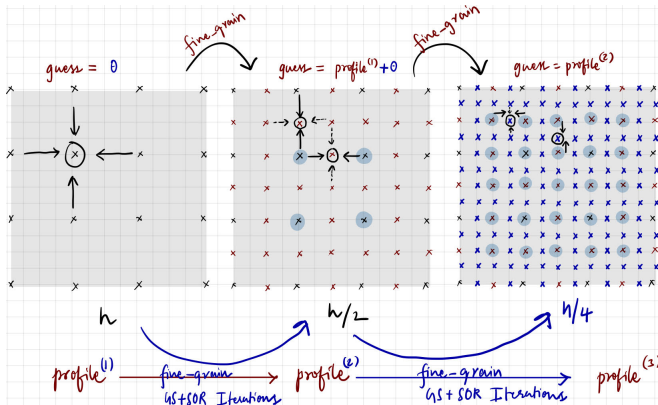 fine-grain
fine-grain
guess = 0
guess = profile⁽¹⁾ + 0
guess = profile⁽²⁾
h
h/2
h/4
profile⁽¹⁾
fine-grain
GS+SOR Iterations
profile⁽²⁾
fine-grain
GS+SOR Iterations
profile⁽³⁾